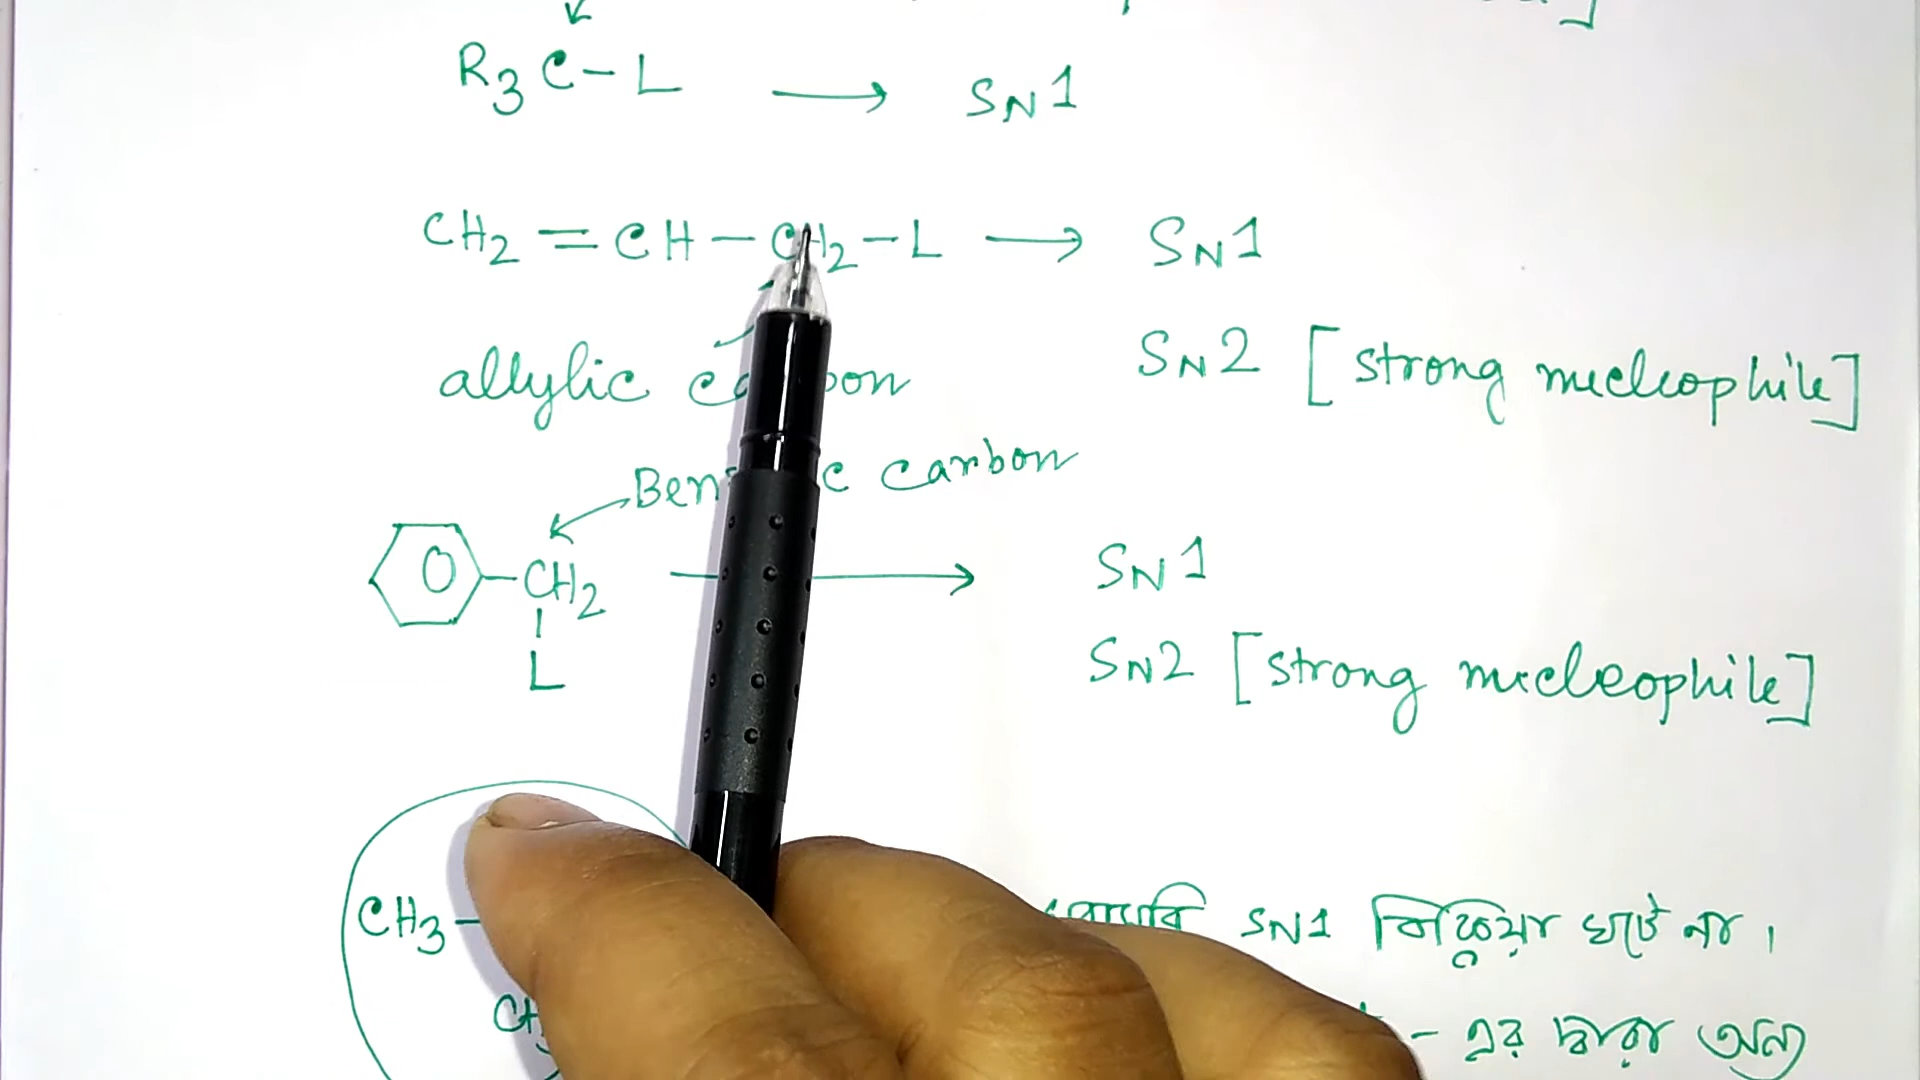 R3C-L → SN1
CH2=CH-CH2-L → SN1
allylic SN2 [strong nucleophile]
carbon
CH2 → SN1
L
SN2 [strong nucleophile]
CH3- SN1 বিক্রিয়া ঘটে না।
- এর দ্বারা অন্য